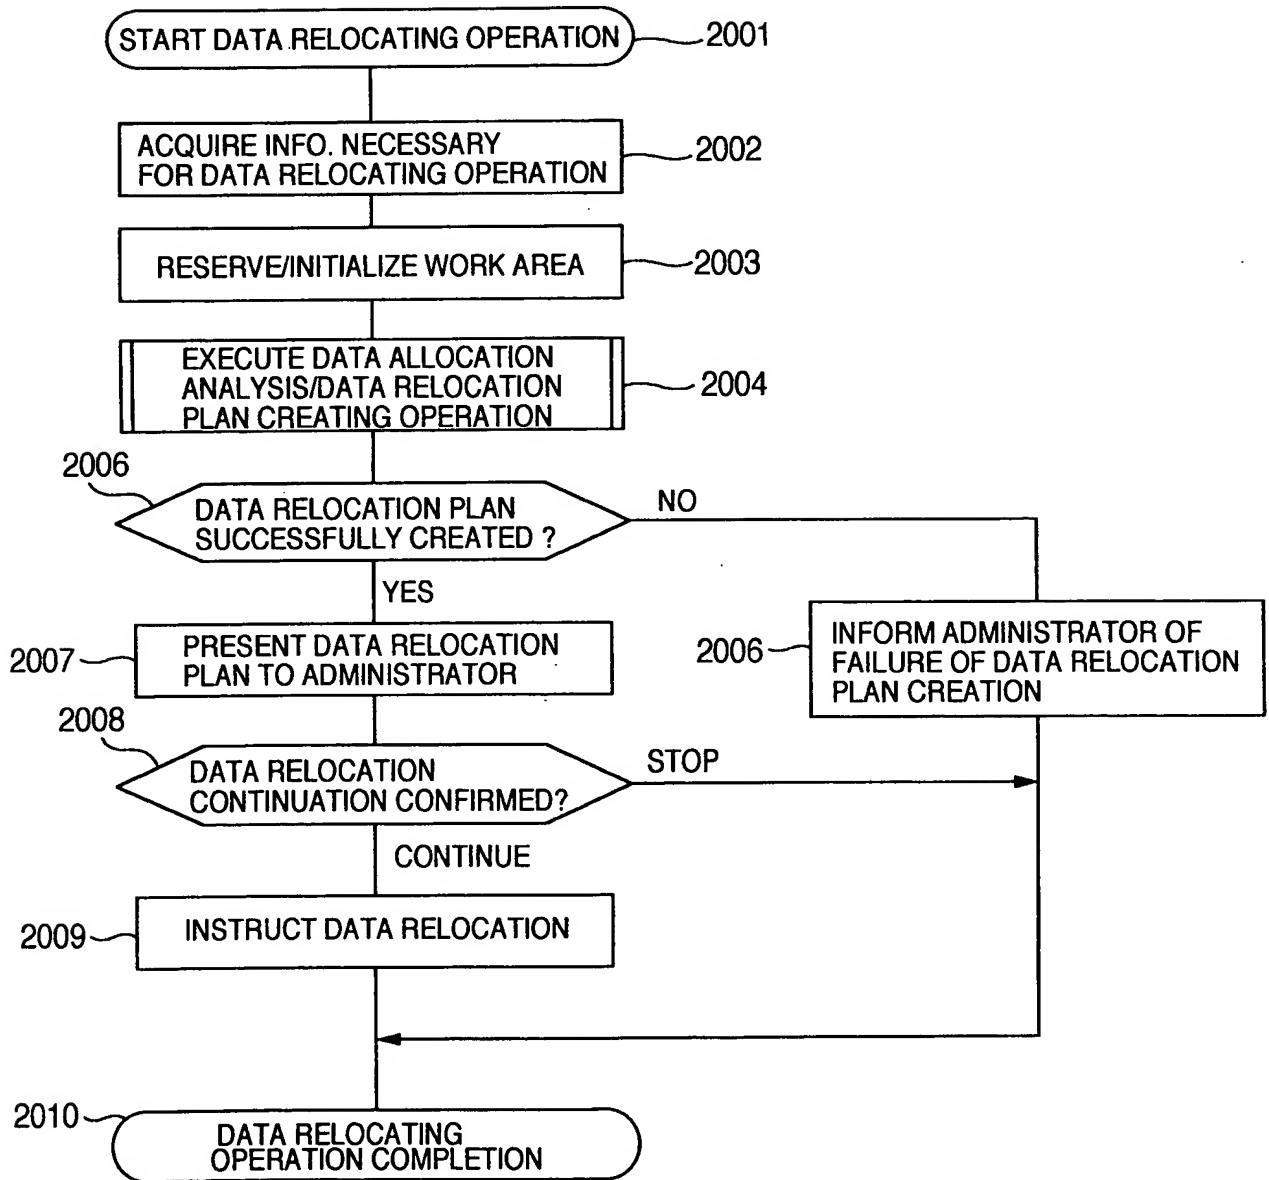 START DATA RELOCATING OPERATION
2001
ACQUIRE INFO. NECESSARY
FOR DATA RELOCATING OPERATION
2002
RESERVE/INITIALIZE WORK AREA
2003
EXECUTE DATA ALLOCATION
ANALYSIS/DATA RELOCATION
PLAN CREATING OPERATION
2004
2006
DATA RELOCATION PLAN
SUCCESSFULLY CREATED ?
NO
YES
2007
PRESENT DATA RELOCATION
PLAN TO ADMINISTRATOR
2006
INFORM ADMINISTRATOR OF
FAILURE OF DATA RELOCATION
PLAN CREATION
2008
DATA RELOCATION
CONTINUATION CONFIRMED?
STOP
CONTINUE
2009
INSTRUCT DATA RELOCATION
2010
DATA RELOCATING
OPERATION COMPLETION